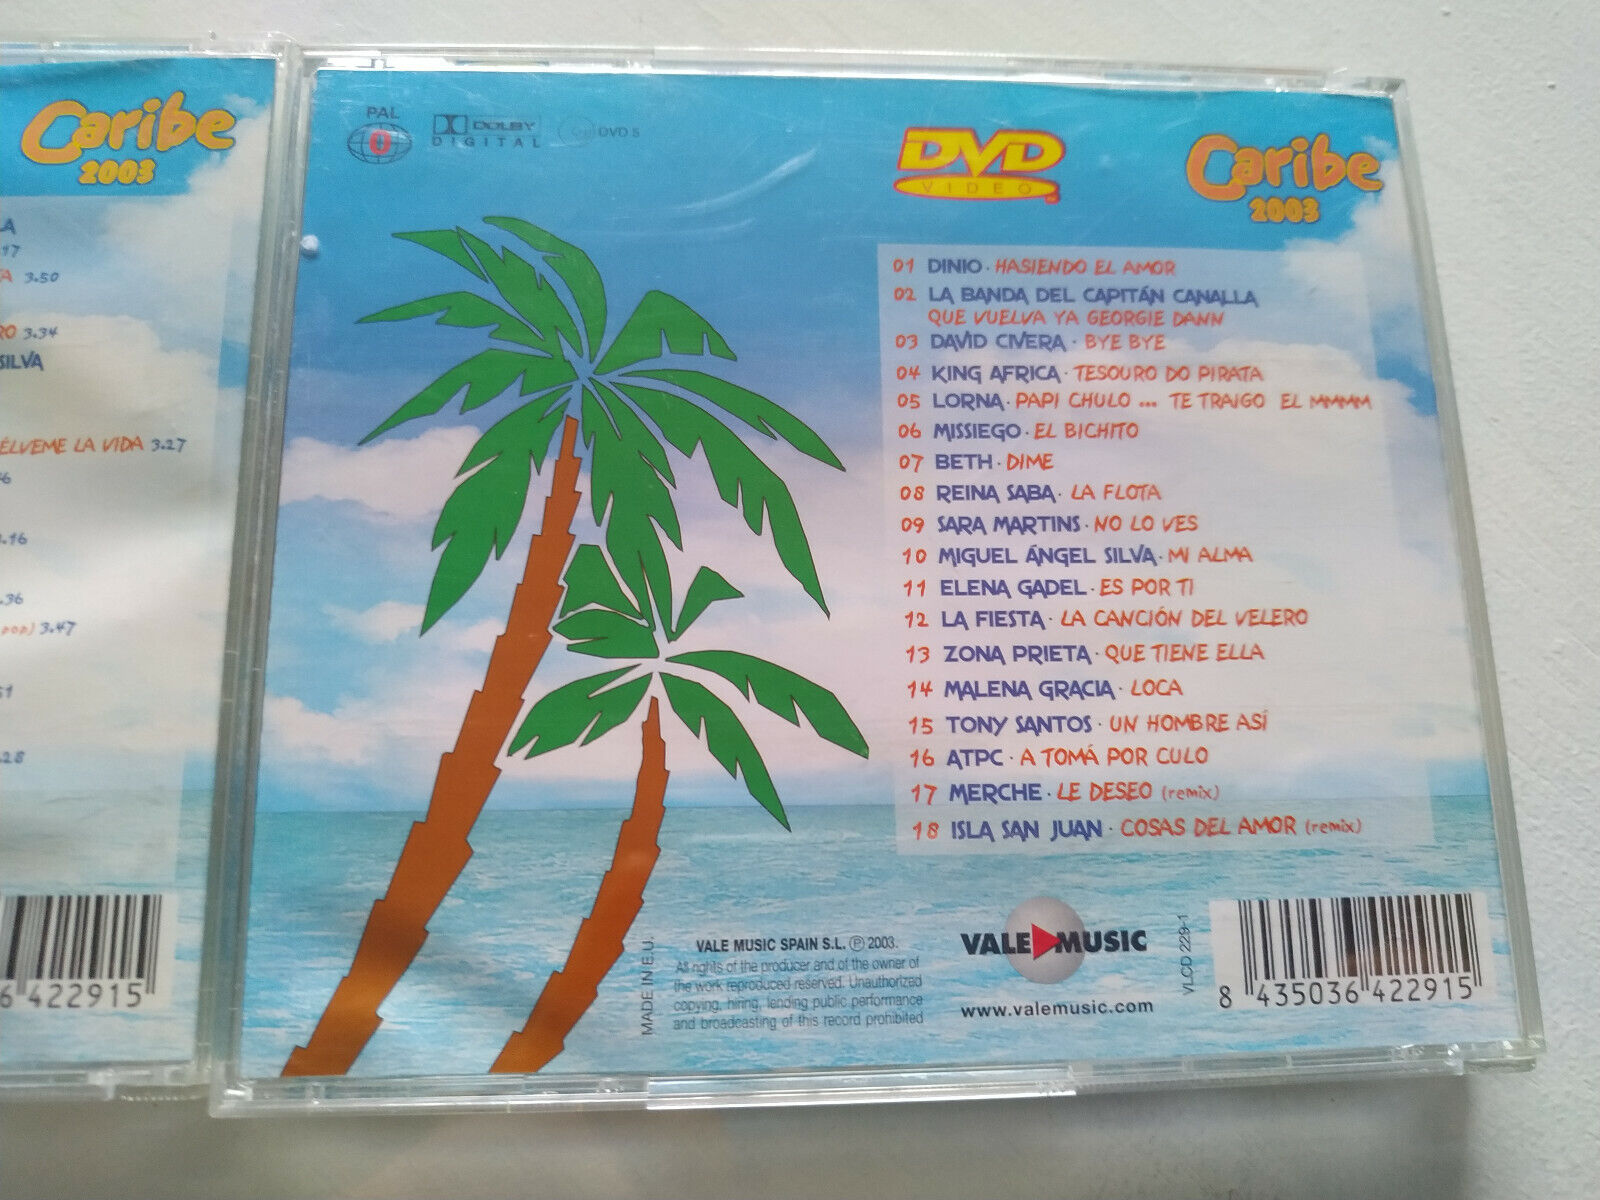 Caribe
2003
3.50
3.34
SILVA
ÉLVEME LA VIDA 3.27
.36
pop) 3.47
.28
6 422915
PAL
0
DOLBY
DIGITAL
DVD 5
DVD
VIDEO
Caribe
2003
01 DINIO · HASIENDO EL AMOR
02 LA BANDA DEL CAPITÁN CANALLA
QUE VUELVA YA GEORGIE DANN
03 DAVID CIVERA · BYE BYE
04 KING AFRICA · TESOURO DO PIRATA
05 LORNA · PAPI CHULO ... TE TRAIGO EL MMMM
06 MISSIEGO · EL BICHITO
07 BETH · DIME
08 REINA SABA · LA FLOTA
09 SARA MARTINS · NO LO VES
10 MIGUEL ÁNGEL SILVA · MI ALMA
11 ELENA GADEL · ES POR TI
12 LA FIESTA · LA CANCIÓN DEL VELERO
13 ZONA PRIETA · QUE TIENE ELLA
14 MALENA GRACIA · LOCA
15 TONY SANTOS · UN HOMBRE ASÍ
16 ATPC · A TOMÁ POR CULO
17 MERCHE · LE DESEO (remix)
18 ISLA SAN JUAN · COSAS DEL AMOR (remix)
MADE IN E.U.
VALE MUSIC SPAIN S.L. Ⓟ 2003.
All rights of the producer and of the owner of
the work reproduced reserved. Unauthorized
copying, hiring, lending public performance
and broadcasting of this record prohibited
VALE MUSIC
www.valemusic.com
VLCD 229-1
8 435036 422915